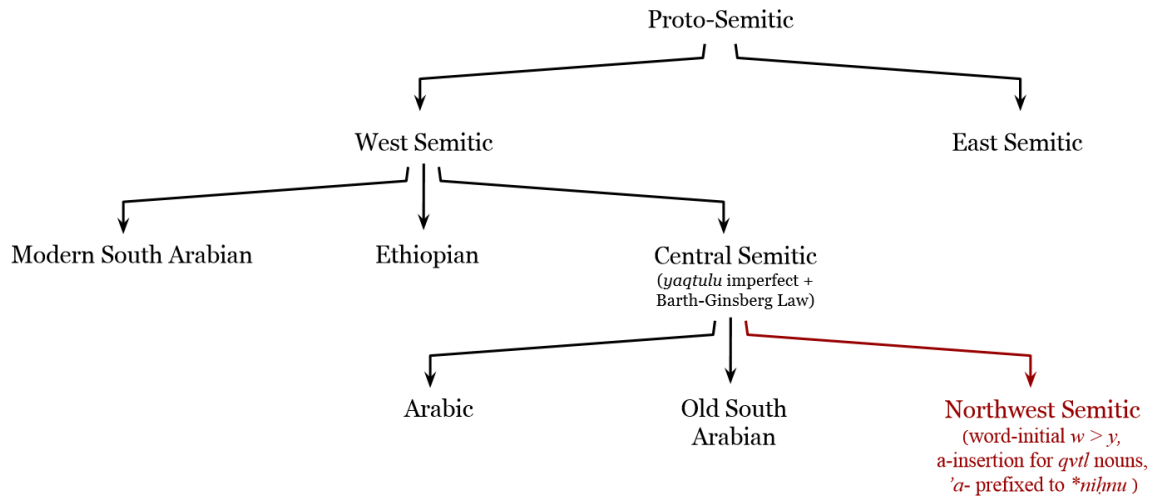 Proto-Semitic
West Semitic
East Semitic
Modern South Arabian
Ethiopian
Central Semitic
(yaqtulu imperfect +
Barth-Ginsberg Law)
Arabic
Old South
Arabian
Northwest Semitic
(word-initial w > y,
a-insertion for qvtl nouns,
ʾa- prefixed to *niḥnu )